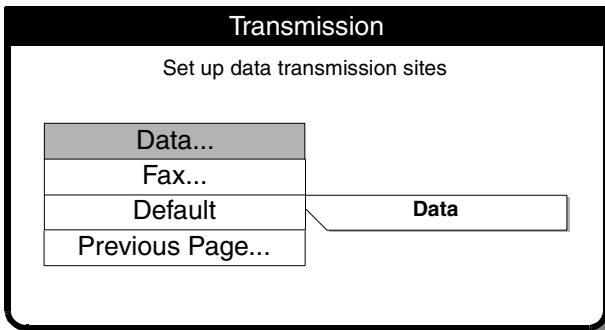 Transmission
Set up data transmission sites
Data...
Fax...
Default
Data
Previous Page...